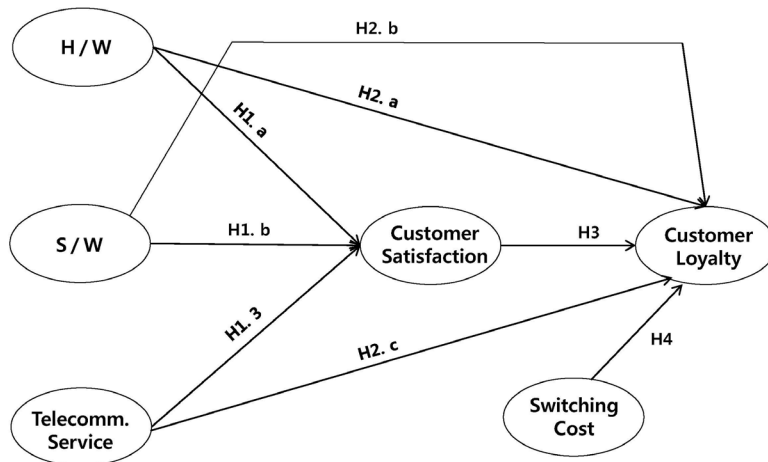 H2. b
H / W
H2. a
H1. a
S / W
H1. b
Customer
Satisfaction
H3
Customer
Loyalty
H1. 3
H2. c
H4
Telecomm.
Service
Switching
Cost